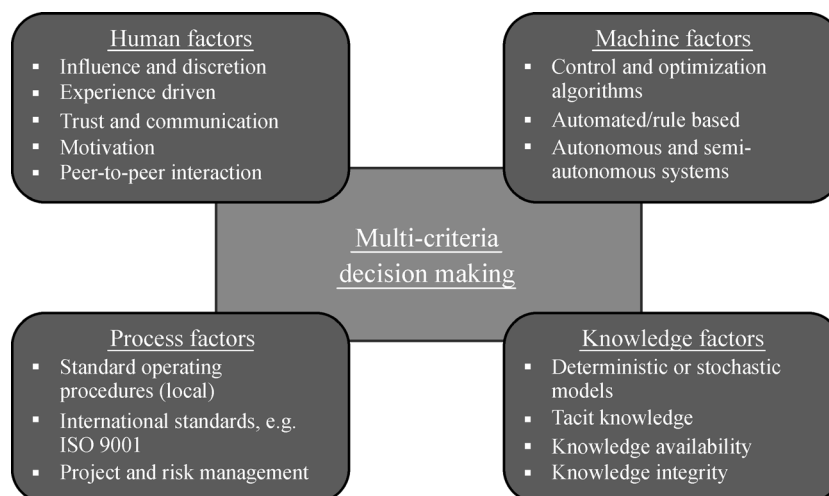 Human factors
▪ Influence and discretion
▪ Experience driven
▪ Trust and communication
▪ Motivation
▪ Peer-to-peer interaction
Machine factors
▪ Control and optimization
algorithms
▪ Automated/rule based
▪ Autonomous and semi-
autonomous systems
Multi-criteria
decision making
Process factors
▪ Standard operating
procedures (local)
▪ International standards, e.g.
ISO 9001
▪ Project and risk management
Knowledge factors
▪ Deterministic or stochastic
models
▪ Tacit knowledge
▪ Knowledge availability
▪ Knowledge integrity